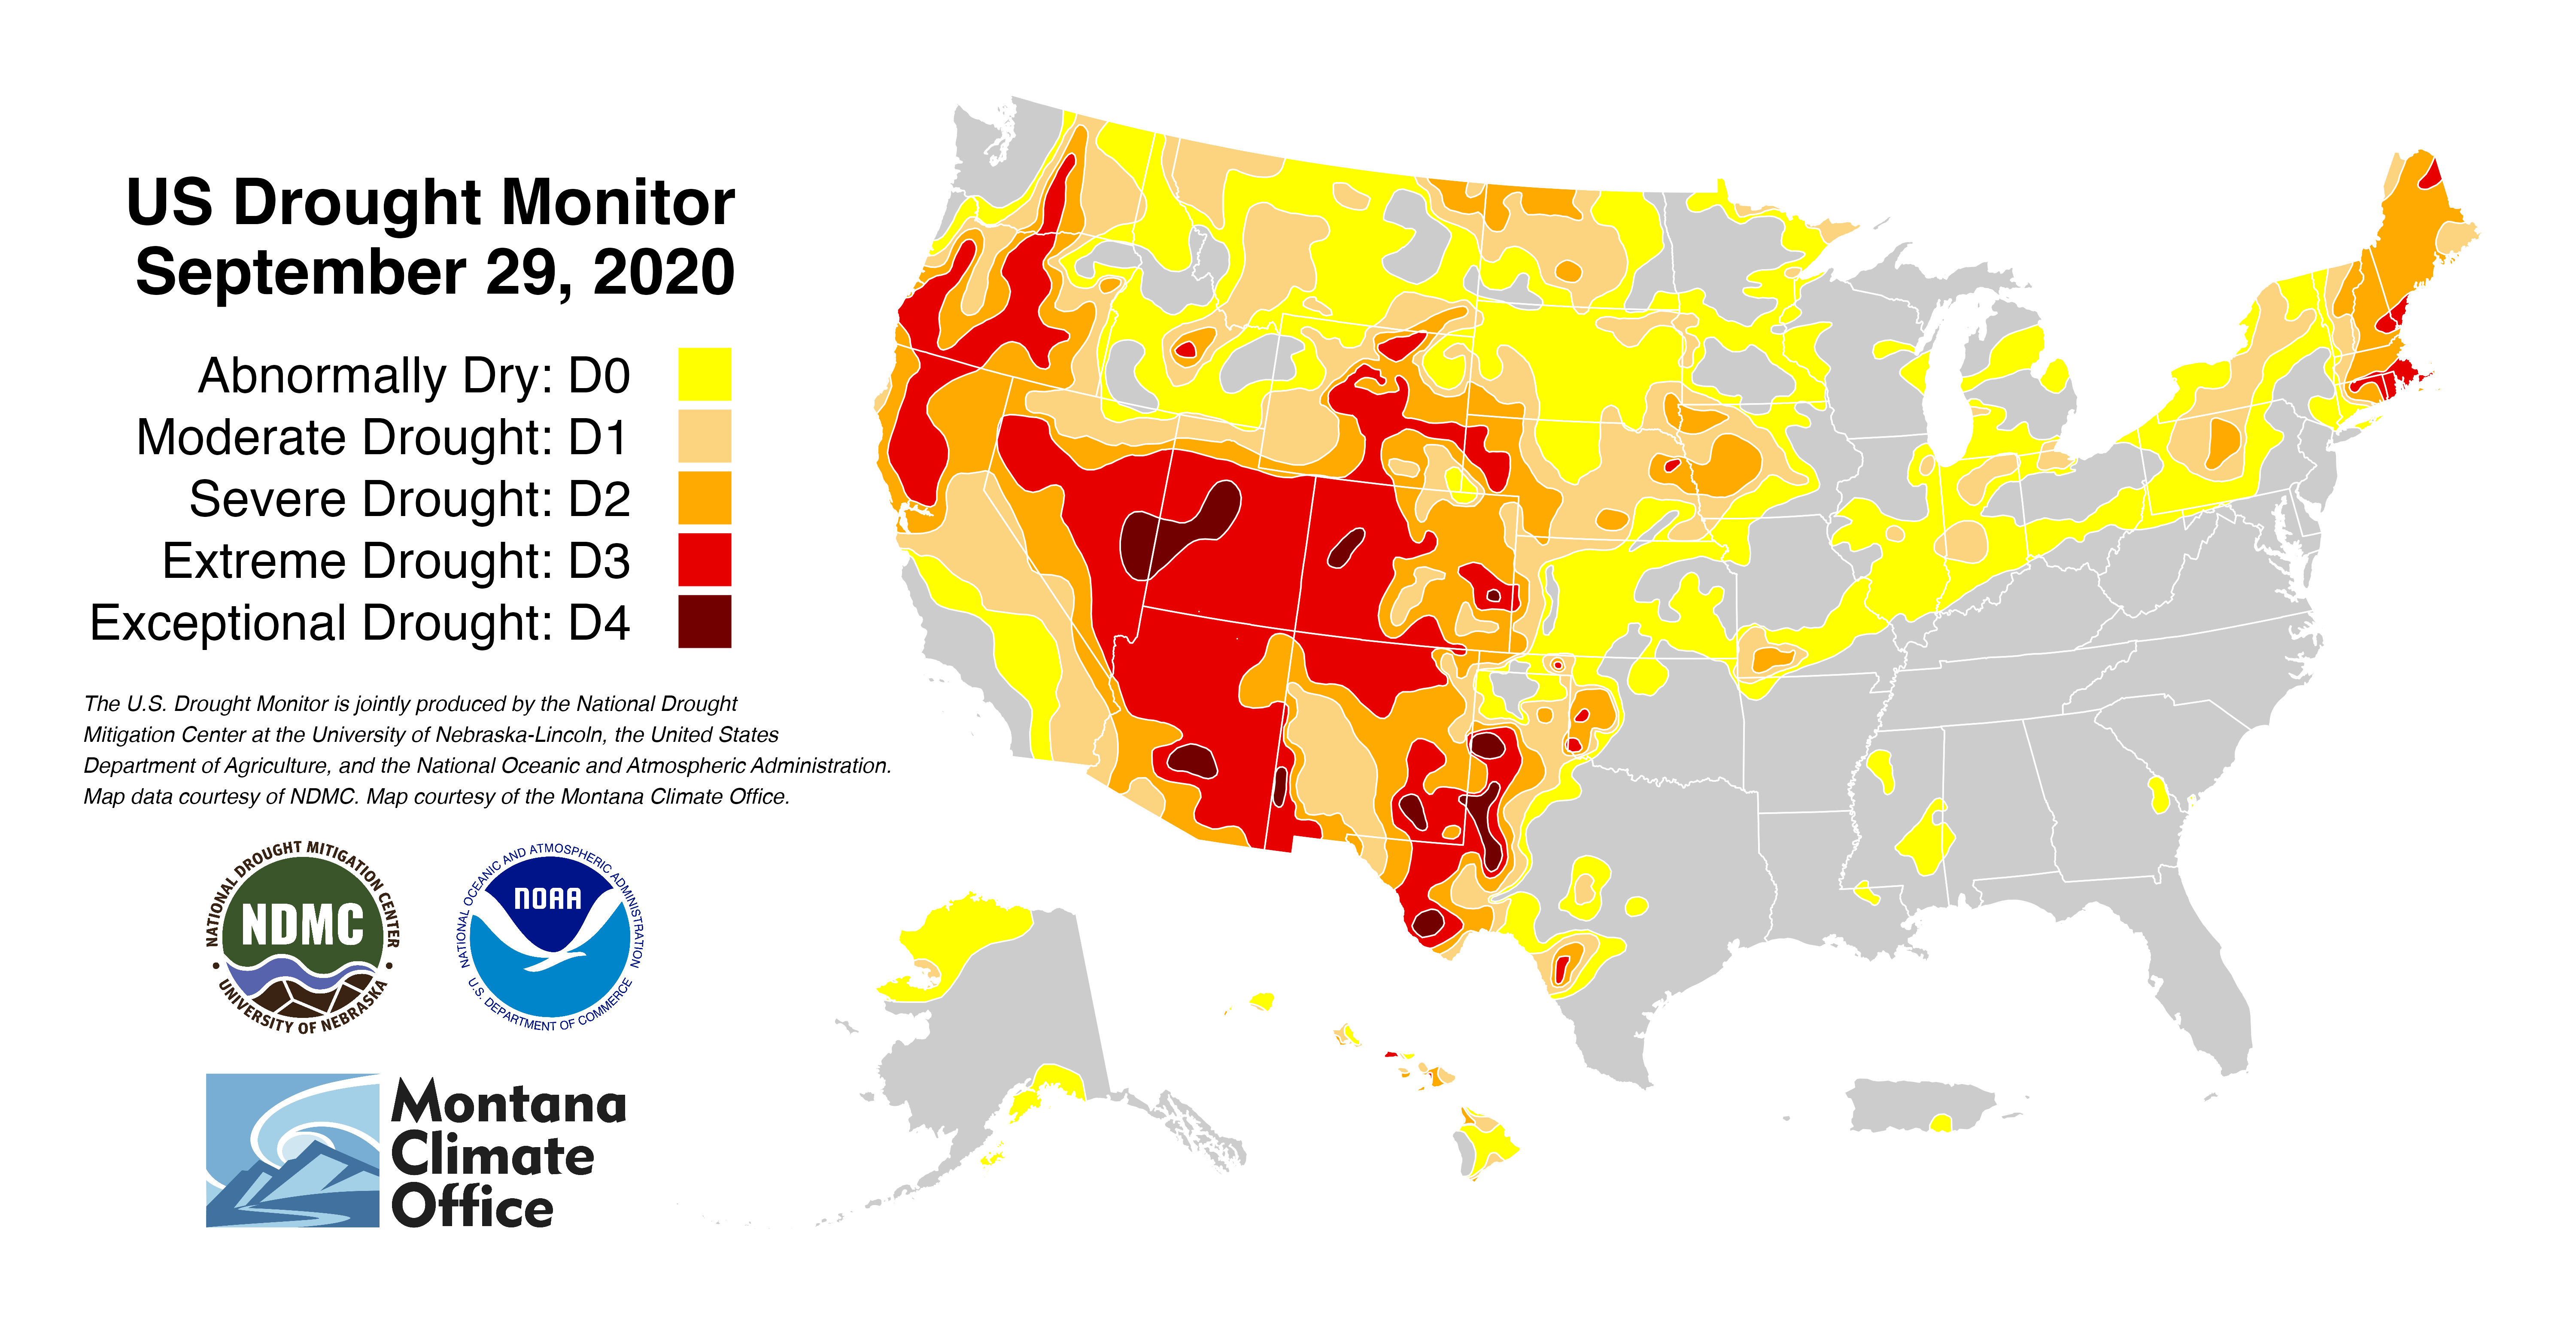 US Drought Monitor
September 29, 2020
Abnormally Dry: D0
Moderate Drought: D1
Severe Drought: D2
Extreme Drought: D3
Exceptional Drought: D4
The U.S. Drought Monitor is jointly produced by the National Drought
Mitigation Center at the University of Nebraska-Lincoln, the United States
Department of Agriculture, and the National Oceanic and Atmospheric Administration.
Map data courtesy of NDMC. Map courtesy of the Montana Climate Office.
NATIONAL DROUGHT MITIGATION CENTER
NDMC
UNIVERSITY OF NEBRASKA
NATIONAL OCEANIC AND ATMOSPHERIC ADMINISTRATION
NOAA
U.S. DEPARTMENT OF COMMERCE
Montana
Climate
Office